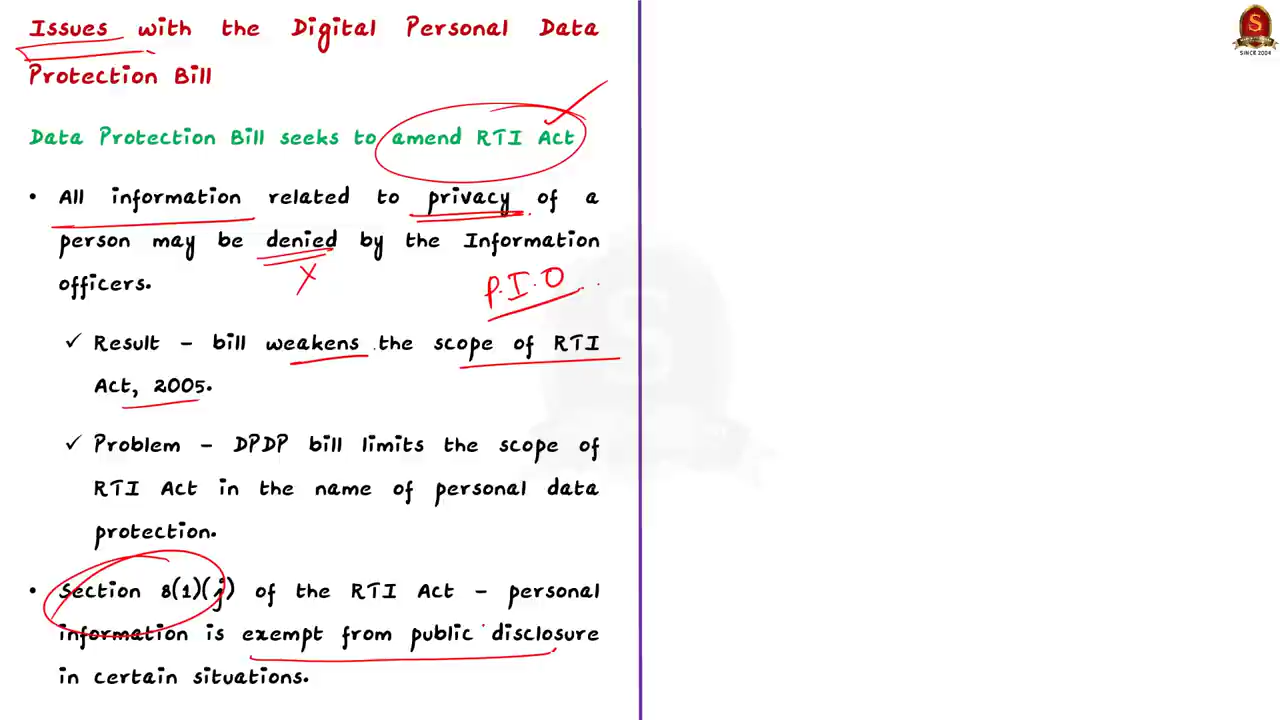 Issues with the Digital Personal Data
Protection Bill
S
SINCE 2004
Data Protection Bill seeks to amend RTI Act
• All information related to privacy of a
person may be denied by the Information
officers.
P.I.O
✓ Result – bill weakens the scope of RTI
Act, 2005.
✓ Problem – DPDP bill limits the scope of
RTI Act in the name of personal data
protection.
• Section 8(1)(j) of the RTI Act – personal
information is exempt from public disclosure
in certain situations.